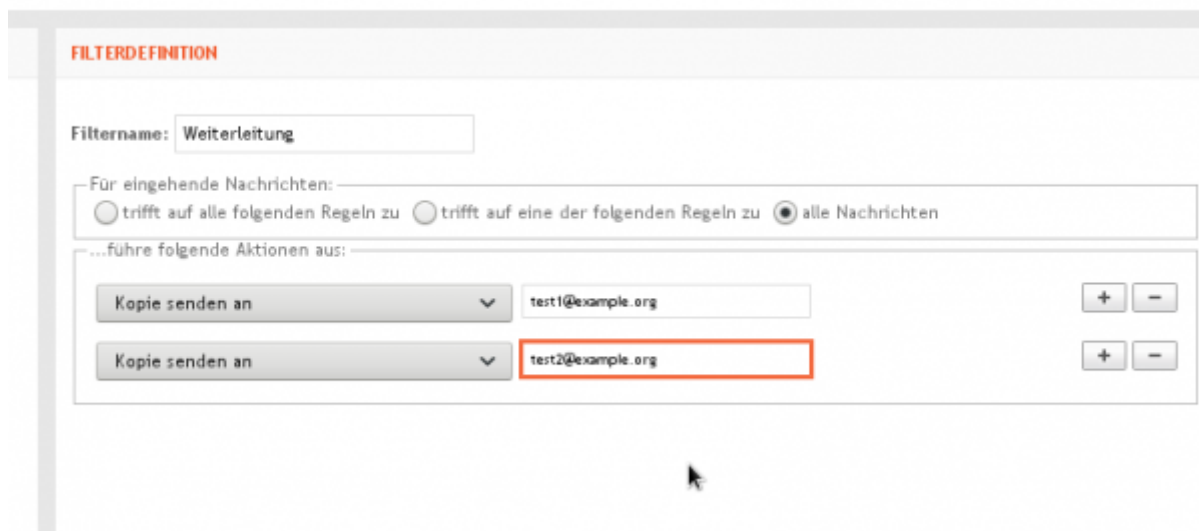 FILTERDEFINITION
Filtername: Weiterleitung
Für eingehende Nachrichten:
trifft auf alle folgenden Regeln zu trifft auf eine der folgenden Regeln zu alle Nachrichten
...führe folgende Aktionen aus:
Kopie senden an test1@example.org + −
Kopie senden an test2@example.org + −